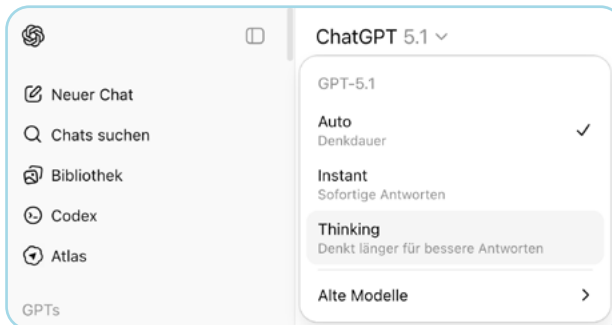 Neuer Chat
Chats suchen
Bibliothek
Codex
Atlas
GPTs
ChatGPT 5.1
GPT-5.1
Auto
Denkdauer
Instant
Sofortige Antworten
Thinking
Denkt länger für bessere Antworten
Alte Modelle